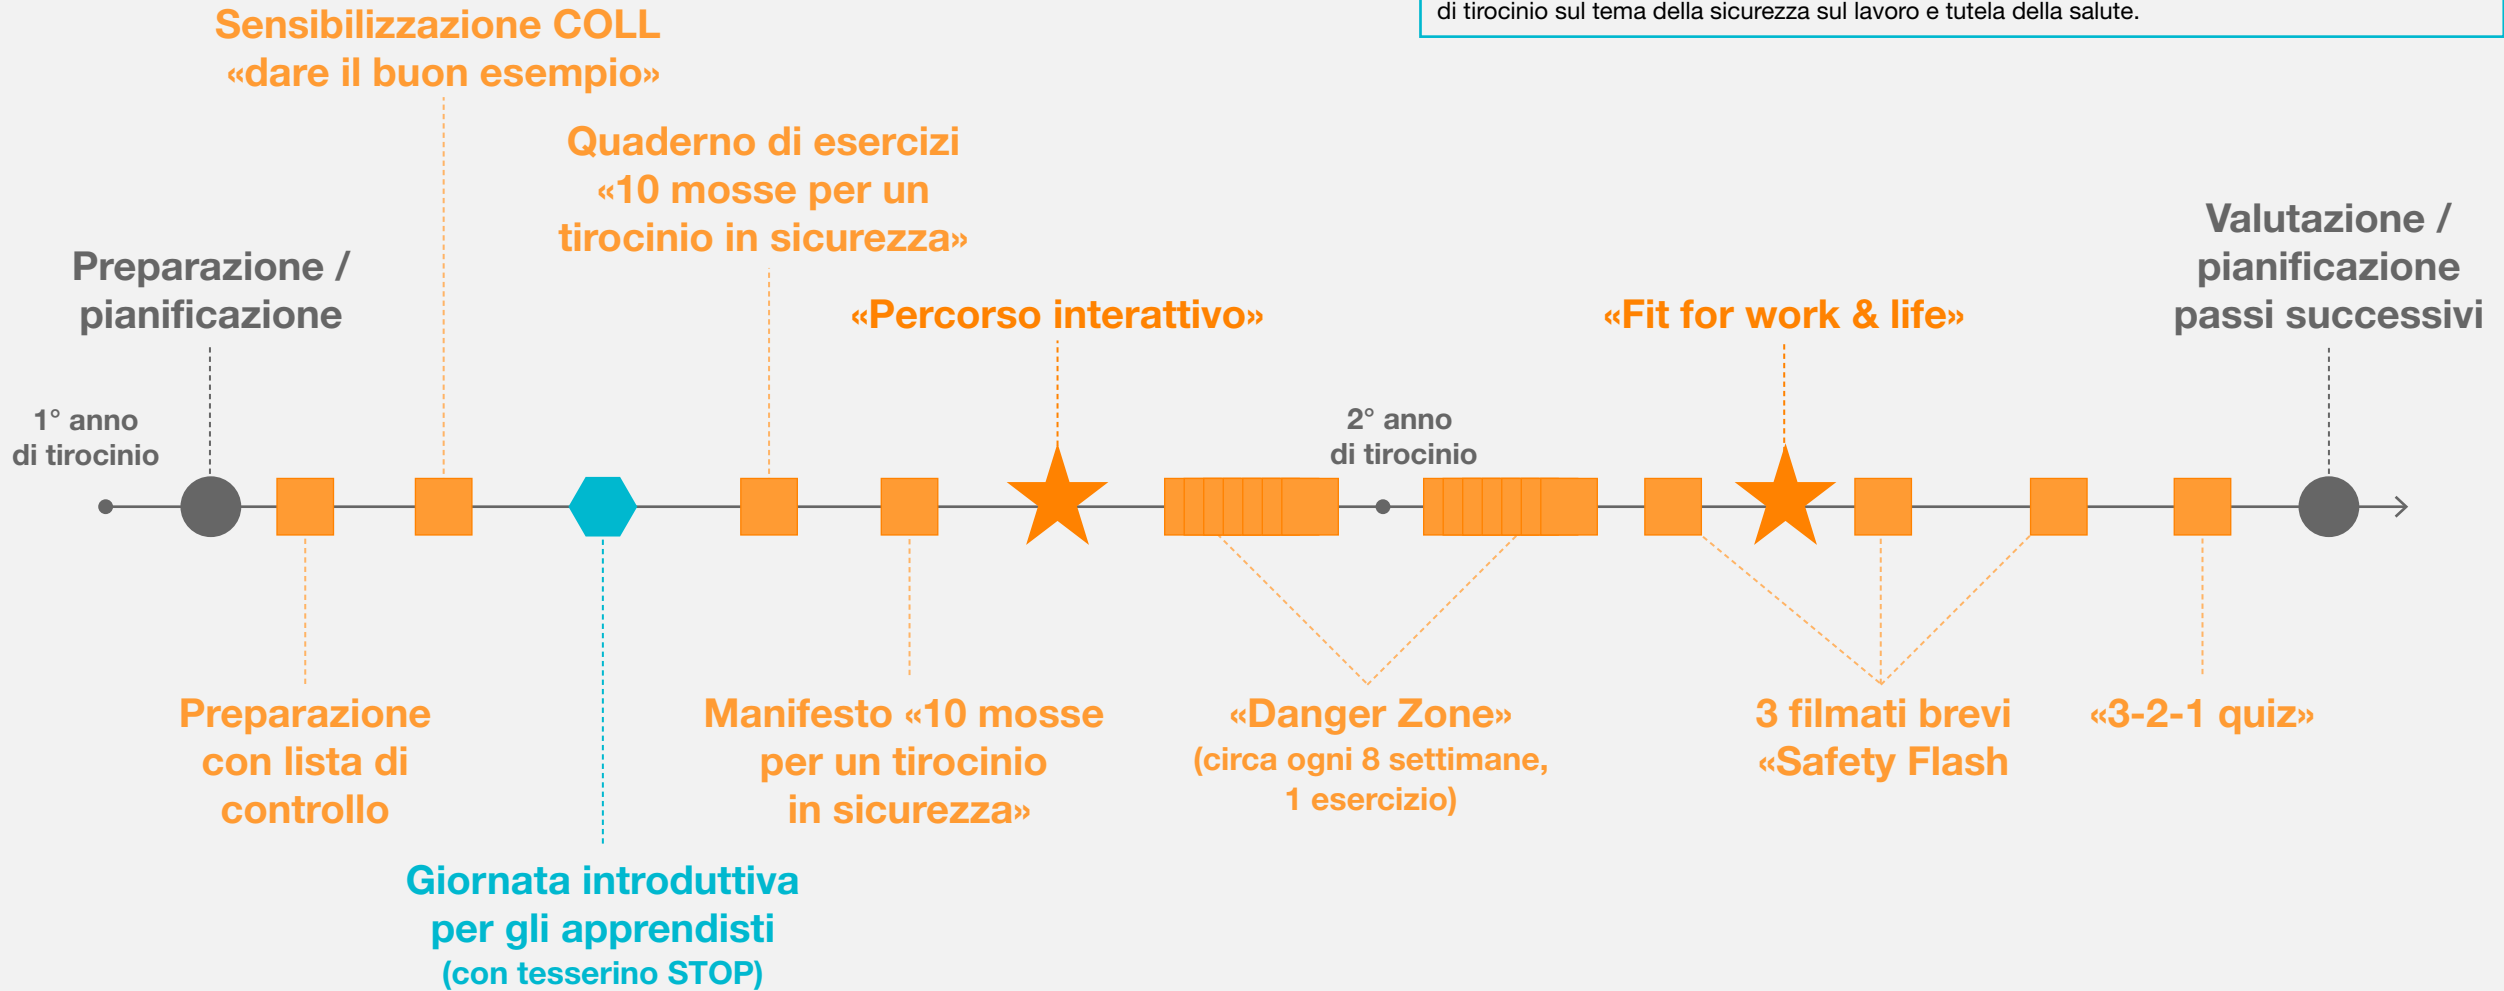 di tirocinio sul tema della sicurezza sul lavoro e tutela della salute.
Sensibilizzazione COLL
«dare il buon esempio»
Quaderno di esercizi
«10 mosse per un
tirocinio in sicurezza»
Preparazione /
pianificazione
«Percorso interattivo»
«Fit for work & life»
Valutazione /
pianificazione
passi successivi
1° anno
di tirocinio
2° anno
di tirocinio
Preparazione
con lista di
controllo
Manifesto «10 mosse
per un tirocinio
in sicurezza»
«Danger Zone»
(circa ogni 8 settimane,
1 esercizio)
3 filmati brevi
«Safety Flash
«3-2-1 quiz»
Giornata introduttiva
per gli apprendisti
(con tesserino STOP)